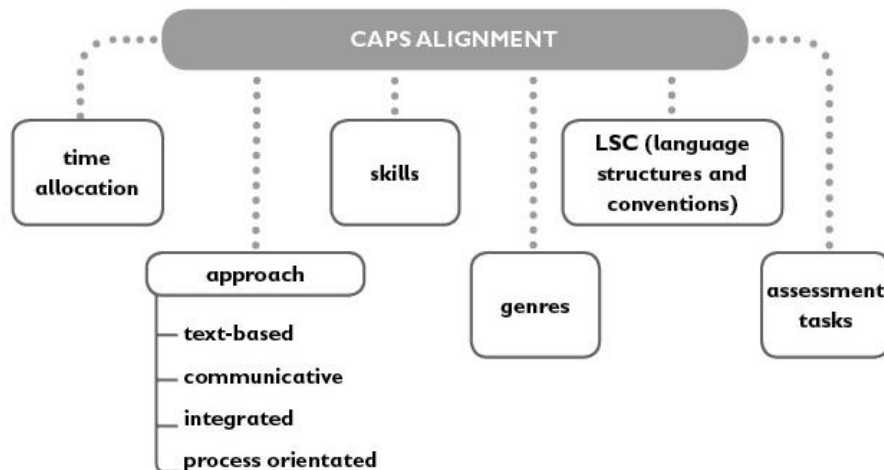 CAPS ALIGNMENT
time
allocation
skills
LSC (language
structures and
conventions)
approach
text-based
communicative
integrated
process orientated
genres
assessment
tasks